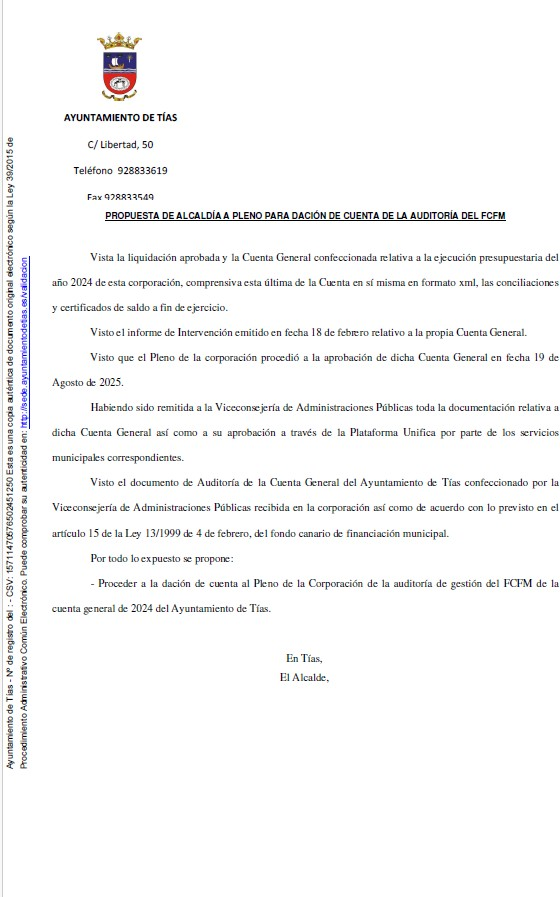 AYUNTAMIENTO DE TÍAS
C/ Libertad, 50
Teléfono 928833619
Fax 928833549
PROPUESTA DE ALCALDÍA A PLENO PARA DACIÓN DE CUENTA DE LA AUDITORÍA DEL FCFM
Vista la liquidación aprobada y la Cuenta General confeccionada relativa a la ejecución presupuestaria del
año 2024 de esta corporación, comprensiva esta última de la Cuenta en sí misma en formato xml, las conciliaciones
y certificados de saldo a fin de ejercicio.
Visto el informe de Intervención emitido en fecha 18 de febrero relativo a la propia Cuenta General.
Visto que el Pleno de la corporación procedió a la aprobación de dicha Cuenta General en fecha 19 de
Agosto de 2025.
Habiendo sido remitida a la Viceconsejería de Administraciones Públicas toda la documentación relativa a
dicha Cuenta General así como a su aprobación a través de la Plataforma Unifica por parte de los servicios
municipales correspondientes.
Visto el documento de Auditoría de la Cuenta General del Ayuntamiento de Tías confeccionado por la
Viceconsejería de Administraciones Públicas recibida en la corporación así como de acuerdo con lo previsto en el
artículo 15 de la Ley 13/1999 de 4 de febrero, del fondo canario de financiación municipal.
Por todo lo expuesto se propone:
- Proceder a la dación de cuenta al Pleno de la Corporación de la auditoría de gestión del FCFM de la
cuenta general de 2024 del Ayuntamiento de Tías.
En Tías,
El Alcalde,
Ayuntamiento de Tías - Nº de registro del : - CSV: 15711470576502451250 Esta es una copia auténtica de documento original electrónico según la Ley 39/2015 de
Procedimiento Administrativo Común Electrónico. Puede comprobar su autenticidad en: http://sede.ayuntamientodetias.es/validacion